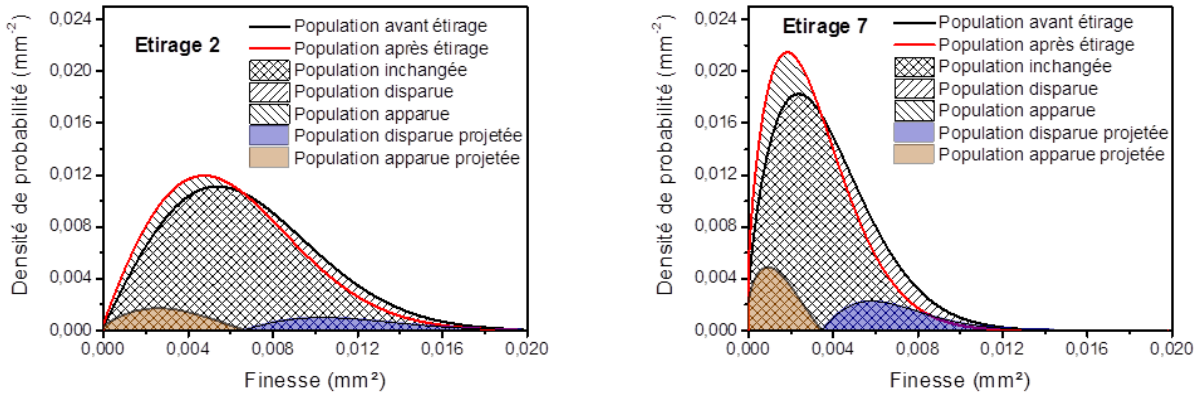 Etirage 2
Population avant étirage
Population après étirage
Population inchangée
Population disparue
Population apparue
Population disparue projetée
Population apparue projetée
Densité de probabilité (mm⁻²)
0,024
0,020
0,016
0,012
0,008
0,004
0,000
0,000 0,004 0,008 0,012 0,016 0,020
Finesse (mm²)
Etirage 7
Population avant étirage
Population après étirage
Population inchangée
Population disparue
Population apparue
Population disparue projetée
Population apparue projetée
Densité de probabilité (mm⁻²)
0,024
0,020
0,016
0,012
0,008
0,004
0,000
0,000 0,004 0,008 0,012 0,016 0,020
Finesse (mm²)